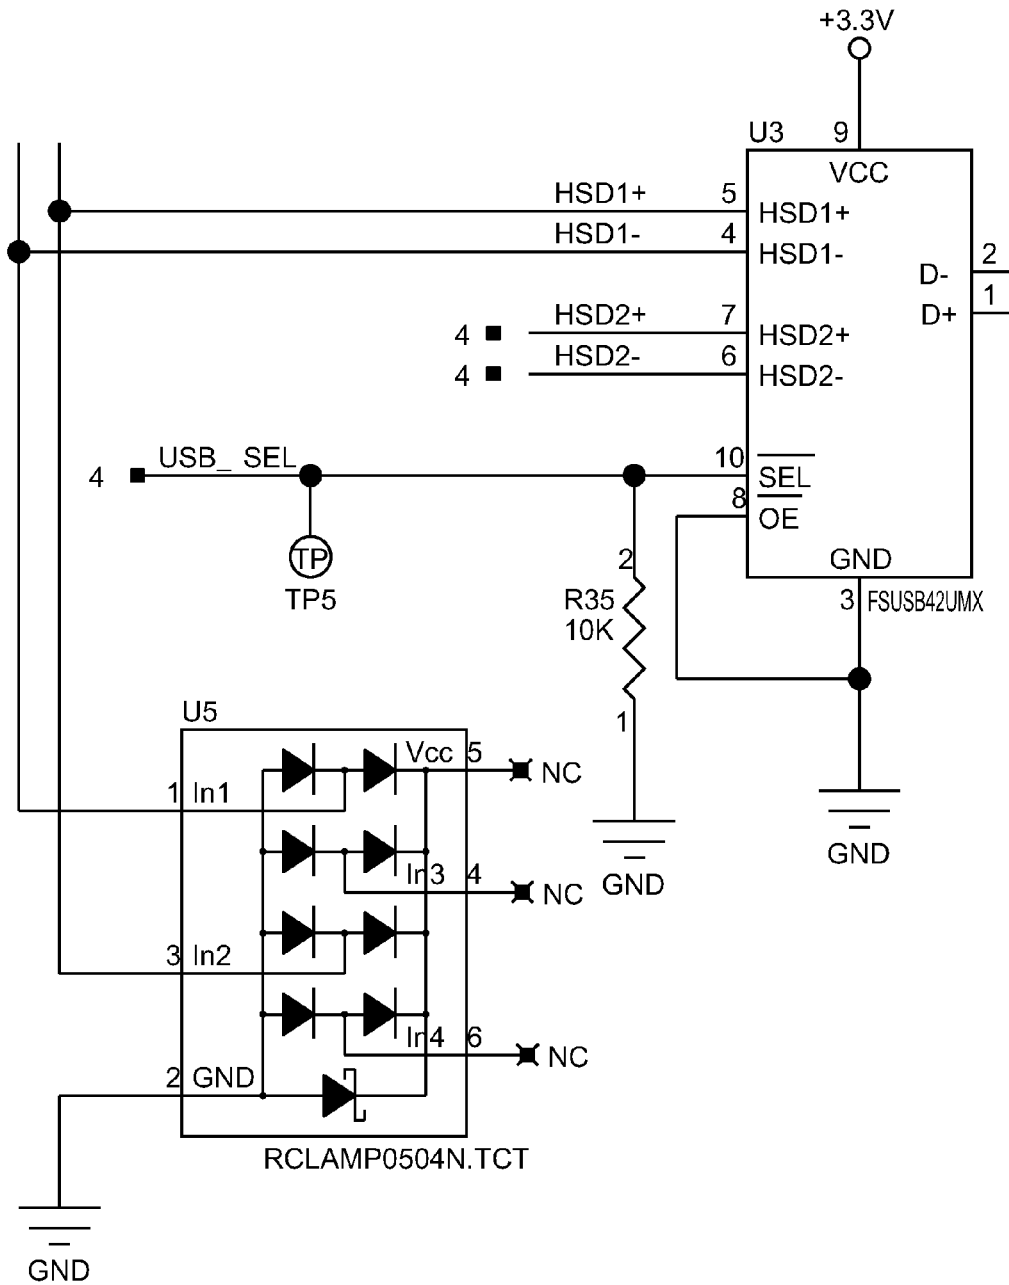 +3.3V
U3 9
VCC
HSD1+ 5 HSD1+
HSD1- 4 HSD1-
D- 2
D+ 1
4 HSD2+ 7 HSD2+
4 HSD2- 6 HSD2-
4 USB_ SEL 10 SEL
8 OE
TP
TP5
GND
3 FSUSB42UMX
2
R35
10K
1
GND
GND
U5
Vcc 5 NC
1 In1
In3 4 NC
3 In2
In4 6 NC
2 GND
RCLAMP0504N.TCT
GND